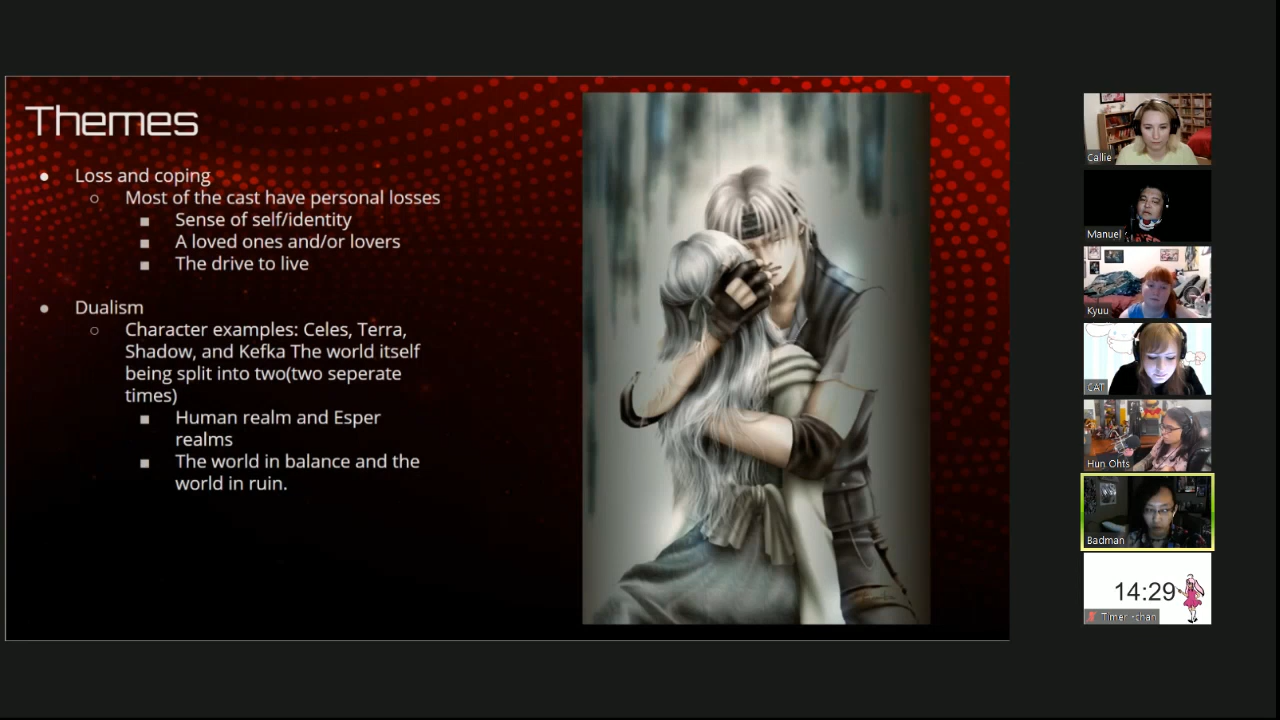 Themes
● Loss and coping
○ Most of the cast have personal losses
■ Sense of self/identity
■ A loved ones and/or lovers
■ The drive to live
● Dualism
○ Character examples: Celes, Terra,
Shadow, and Kefka The world itself
being split into two(two seperate
times)
■ Human realm and Esper
realms
■ The world in balance and the
world in ruin.
Callie
Manuel
Kyuu
CAT
Hun Ohts
Badman
14:29
Timer -chan